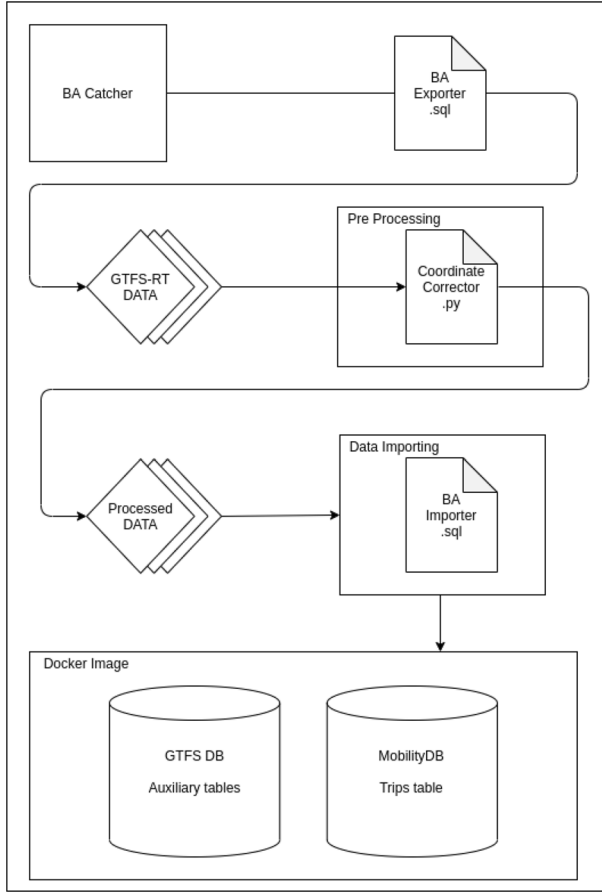 BA Catcher
BA
Exporter
.sql
GTFS-RT
DATA
Pre Processing
Coordinate
Corrector
.py
Processed
DATA
Data Importing
BA
Importer
.sql
Docker Image
GTFS DB
Auxiliary tables
MobilityDB
Trips table